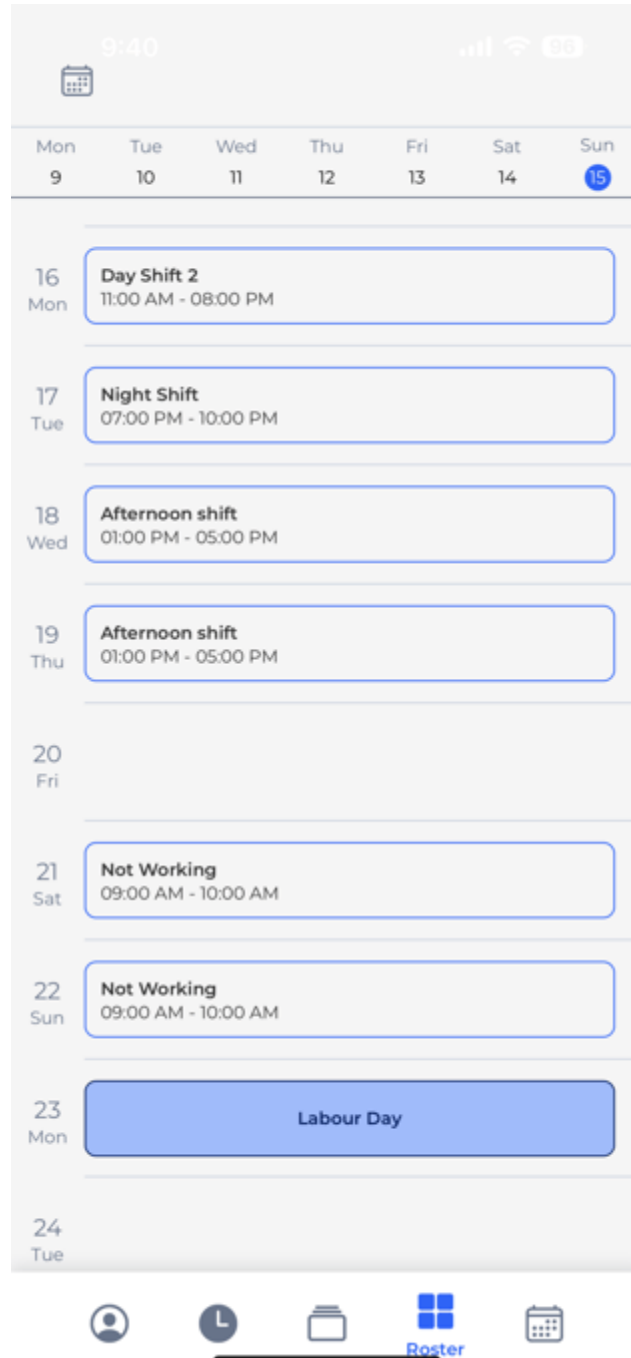 9:40
96
Mon Tue Wed Thu Fri Sat Sun
9 10 11 12 13 14 15
16
Mon
Day Shift 2
11:00 AM - 08:00 PM
17
Tue
Night Shift
07:00 PM - 10:00 PM
18
Wed
Afternoon shift
01:00 PM - 05:00 PM
19
Thu
Afternoon shift
01:00 PM - 05:00 PM
20
Fri
21
Sat
Not Working
09:00 AM - 10:00 AM
22
Sun
Not Working
09:00 AM - 10:00 AM
23
Mon
Labour Day
24
Tue
Roster